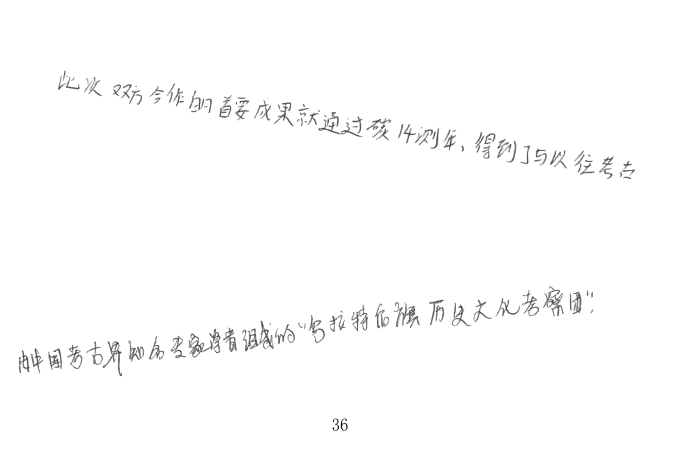 此次双方合作的首要成果就通过碳14测年,得到了与以往考古
由中国考古界知名专家学者组成的“乌拉特后旗历史文化考察团”,
36